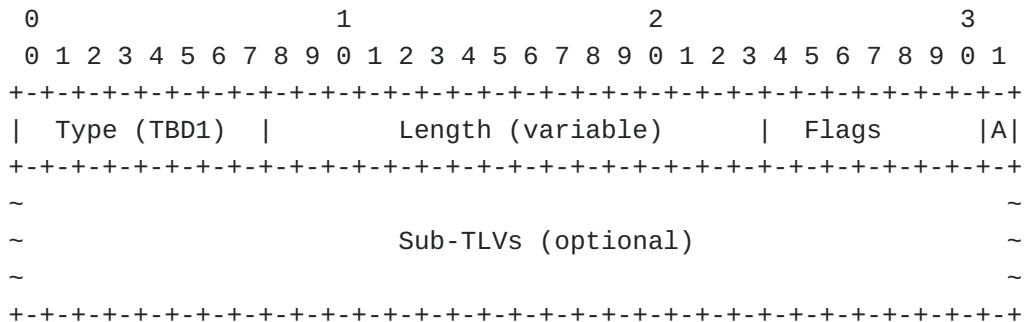 0                   1                   2                   3
 0 1 2 3 4 5 6 7 8 9 0 1 2 3 4 5 6 7 8 9 0 1 2 3 4 5 6 7 8 9 0 1
+-+-+-+-+-+-+-+-+-+-+-+-+-+-+-+-+-+-+-+-+-+-+-+-+-+-+-+-+-+-+-+-+
|  Type (TBD1)  |        Length (variable)      |  Flags      |A|
+-+-+-+-+-+-+-+-+-+-+-+-+-+-+-+-+-+-+-+-+-+-+-+-+-+-+-+-+-+-+-+-+
~                                                               ~
~                        Sub-TLVs (optional)                    ~
~                                                               ~
+-+-+-+-+-+-+-+-+-+-+-+-+-+-+-+-+-+-+-+-+-+-+-+-+-+-+-+-+-+-+-+-+